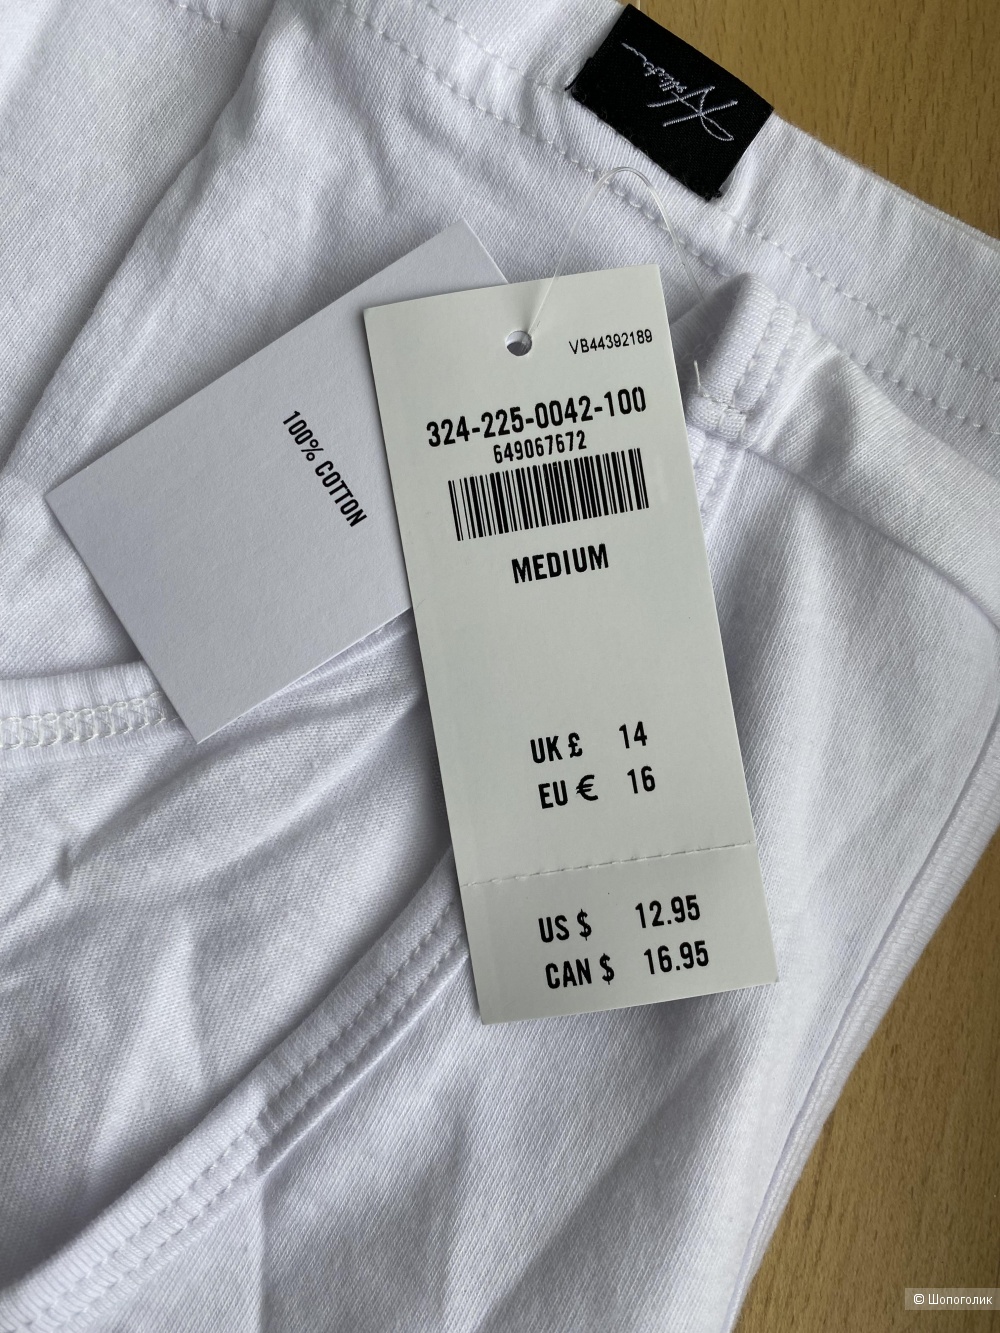 Hollister
VB44392189
324-225-0042-100
649067672
MEDIUM
UK £ 14
EU € 16
US $ 12.95
CAN $ 16.95
100% COTTON
© Шопоголик